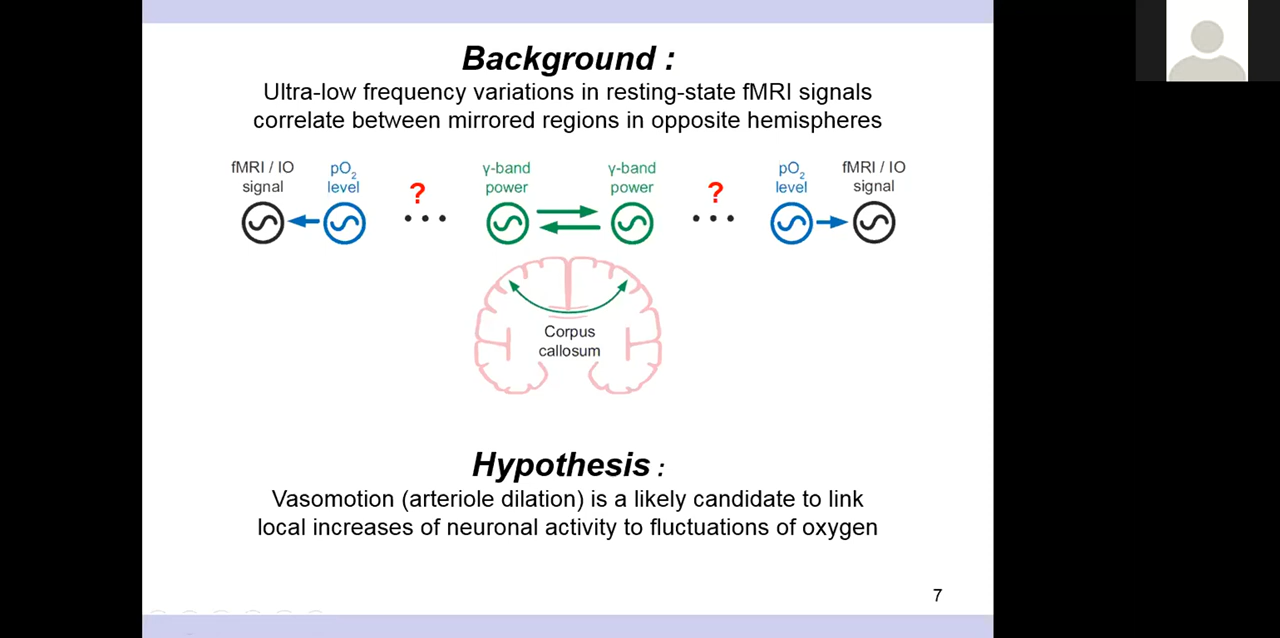 Background :
Ultra-low frequency variations in resting-state fMRI signals
correlate between mirrored regions in opposite hemispheres
fMRI / IO
signal
pO2
level
?
• • •
γ-band
power
γ-band
power
?
• • •
pO2
level
fMRI / IO
signal
Corpus
callosum
Hypothesis :
Vasomotion (arteriole dilation) is a likely candidate to link
local increases of neuronal activity to fluctuations of oxygen
7